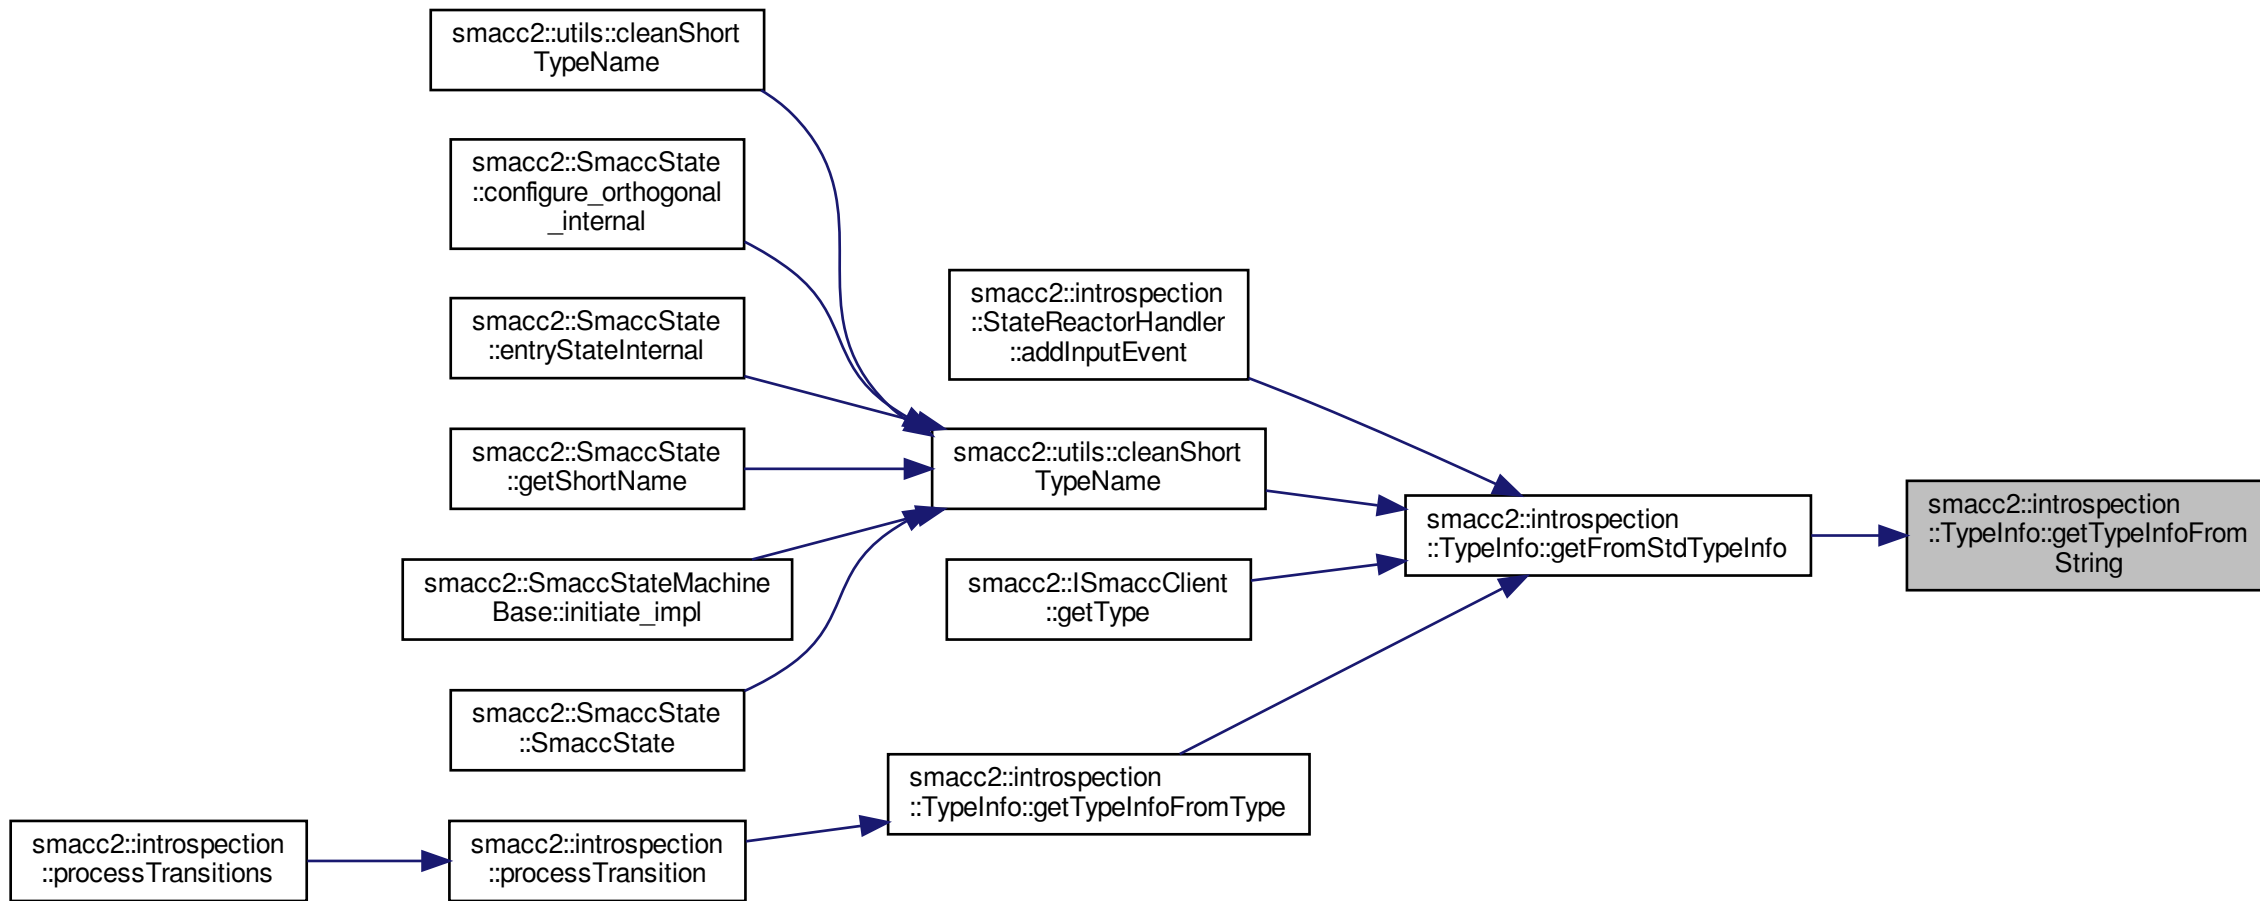 smacc2::utils::cleanShort
TypeName
smacc2::SmaccState
::configure_orthogonal
_internal
smacc2::SmaccState
::entryStateInternal
smacc2::SmaccState
::getShortName
smacc2::SmaccStateMachine
Base::initiate_impl
smacc2::SmaccState
::SmaccState
smacc2::introspection
::processTransitions
smacc2::introspection
::processTransition
smacc2::introspection
::StateReactorHandler
::addInputEvent
smacc2::utils::cleanShort
TypeName
smacc2::ISmaccClient
::getType
smacc2::introspection
::TypeInfo::getTypeInfoFromType
smacc2::introspection
::TypeInfo::getFromStdTypeInfo
smacc2::introspection
::TypeInfo::getTypeInfoFrom
String